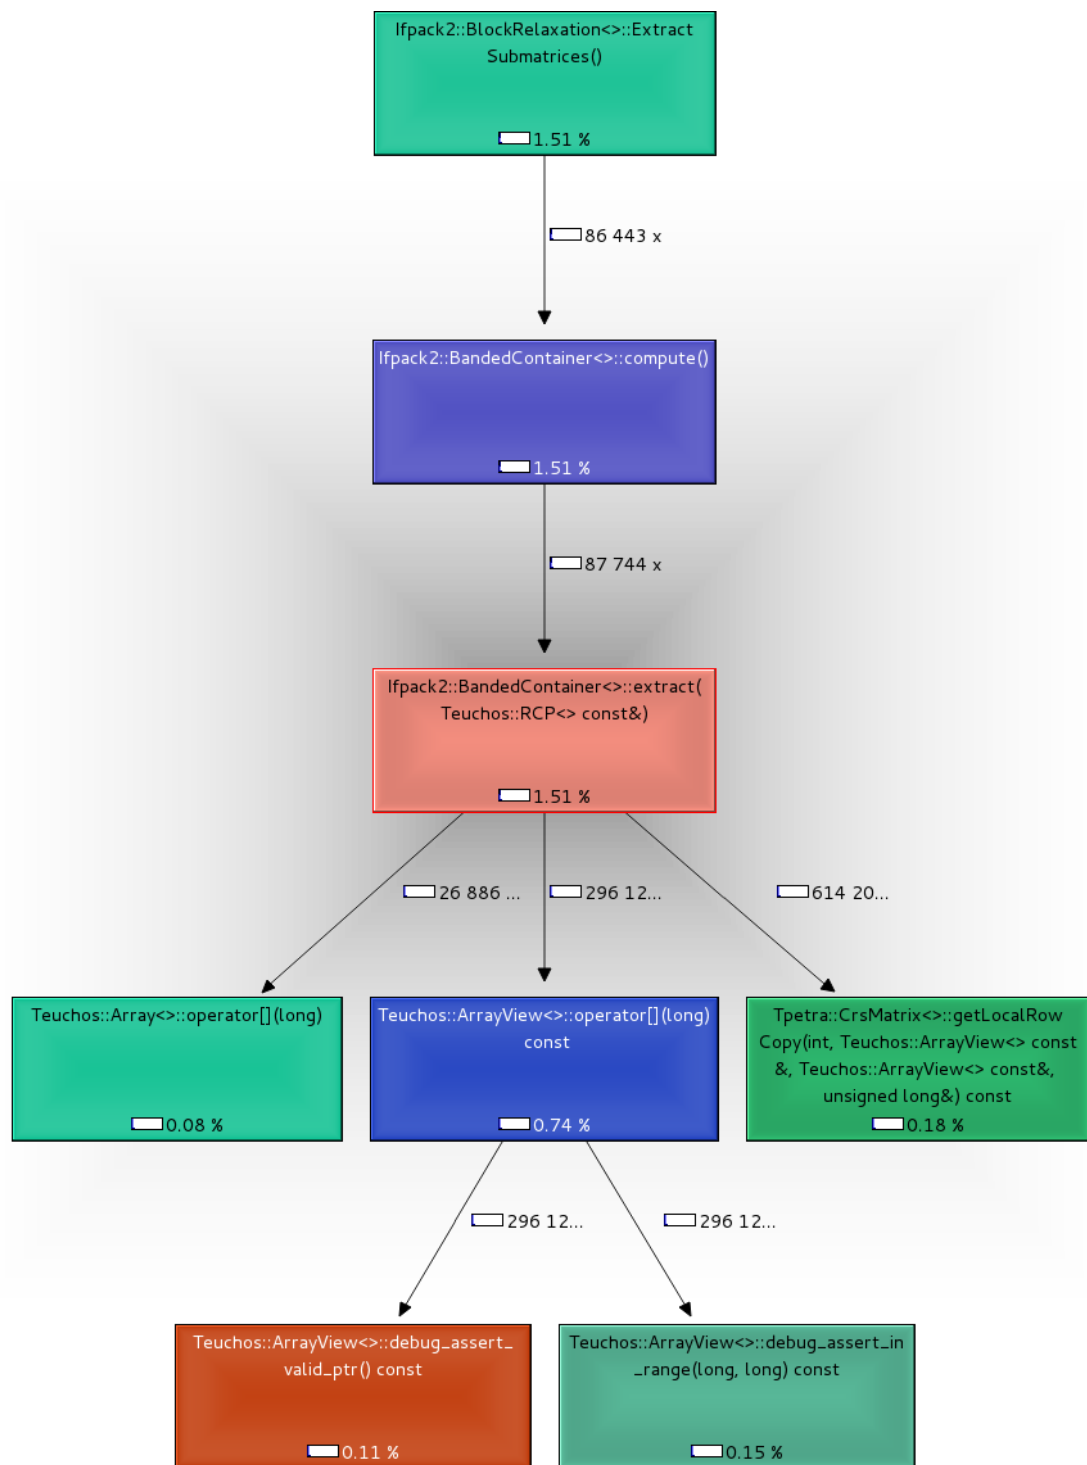 Ifpack2::BlockRelaxation<>::Extract
Submatrices()
1.51 %
86 443 x
Ifpack2::BandedContainer<>::compute()
1.51 %
87 744 x
Ifpack2::BandedContainer<>::extract(
Teuchos::RCP<> const&)
1.51 %
26 886 ...
296 12...
614 20...
Teuchos::Array<>::operator[](long)
0.08 %
Teuchos::ArrayView<>::operator[](long)
const
0.74 %
Tpetra::CrsMatrix<>::getLocalRow
Copy(int, Teuchos::ArrayView<> const
&, Teuchos::ArrayView<> const&,
unsigned long&) const
0.18 %
296 12...
296 12...
Teuchos::ArrayView<>::debug_assert_
valid_ptr() const
0.11 %
Teuchos::ArrayView<>::debug_assert_in
_range(long, long) const
0.15 %